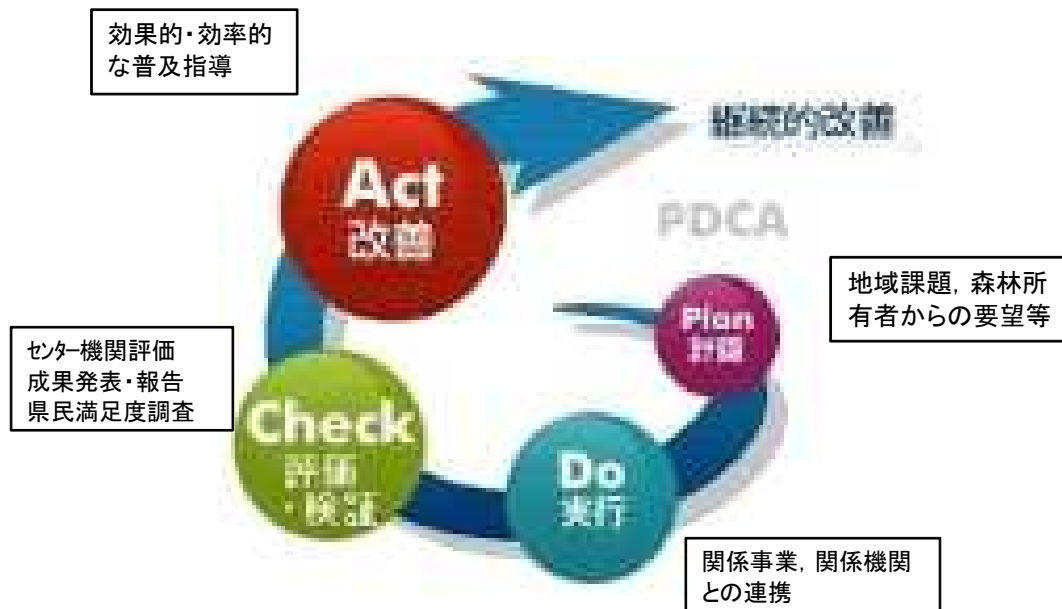 効果的・効率的
な普及指導
継続的改善
Act
改善
PDCA
地域課題，森林所
有者からの要望等
Plan
計画
センター機関評価
成果発表・報告
県民満足度調査
Check
評価
・検証
Do
実行
関係事業，関係機関
との連携